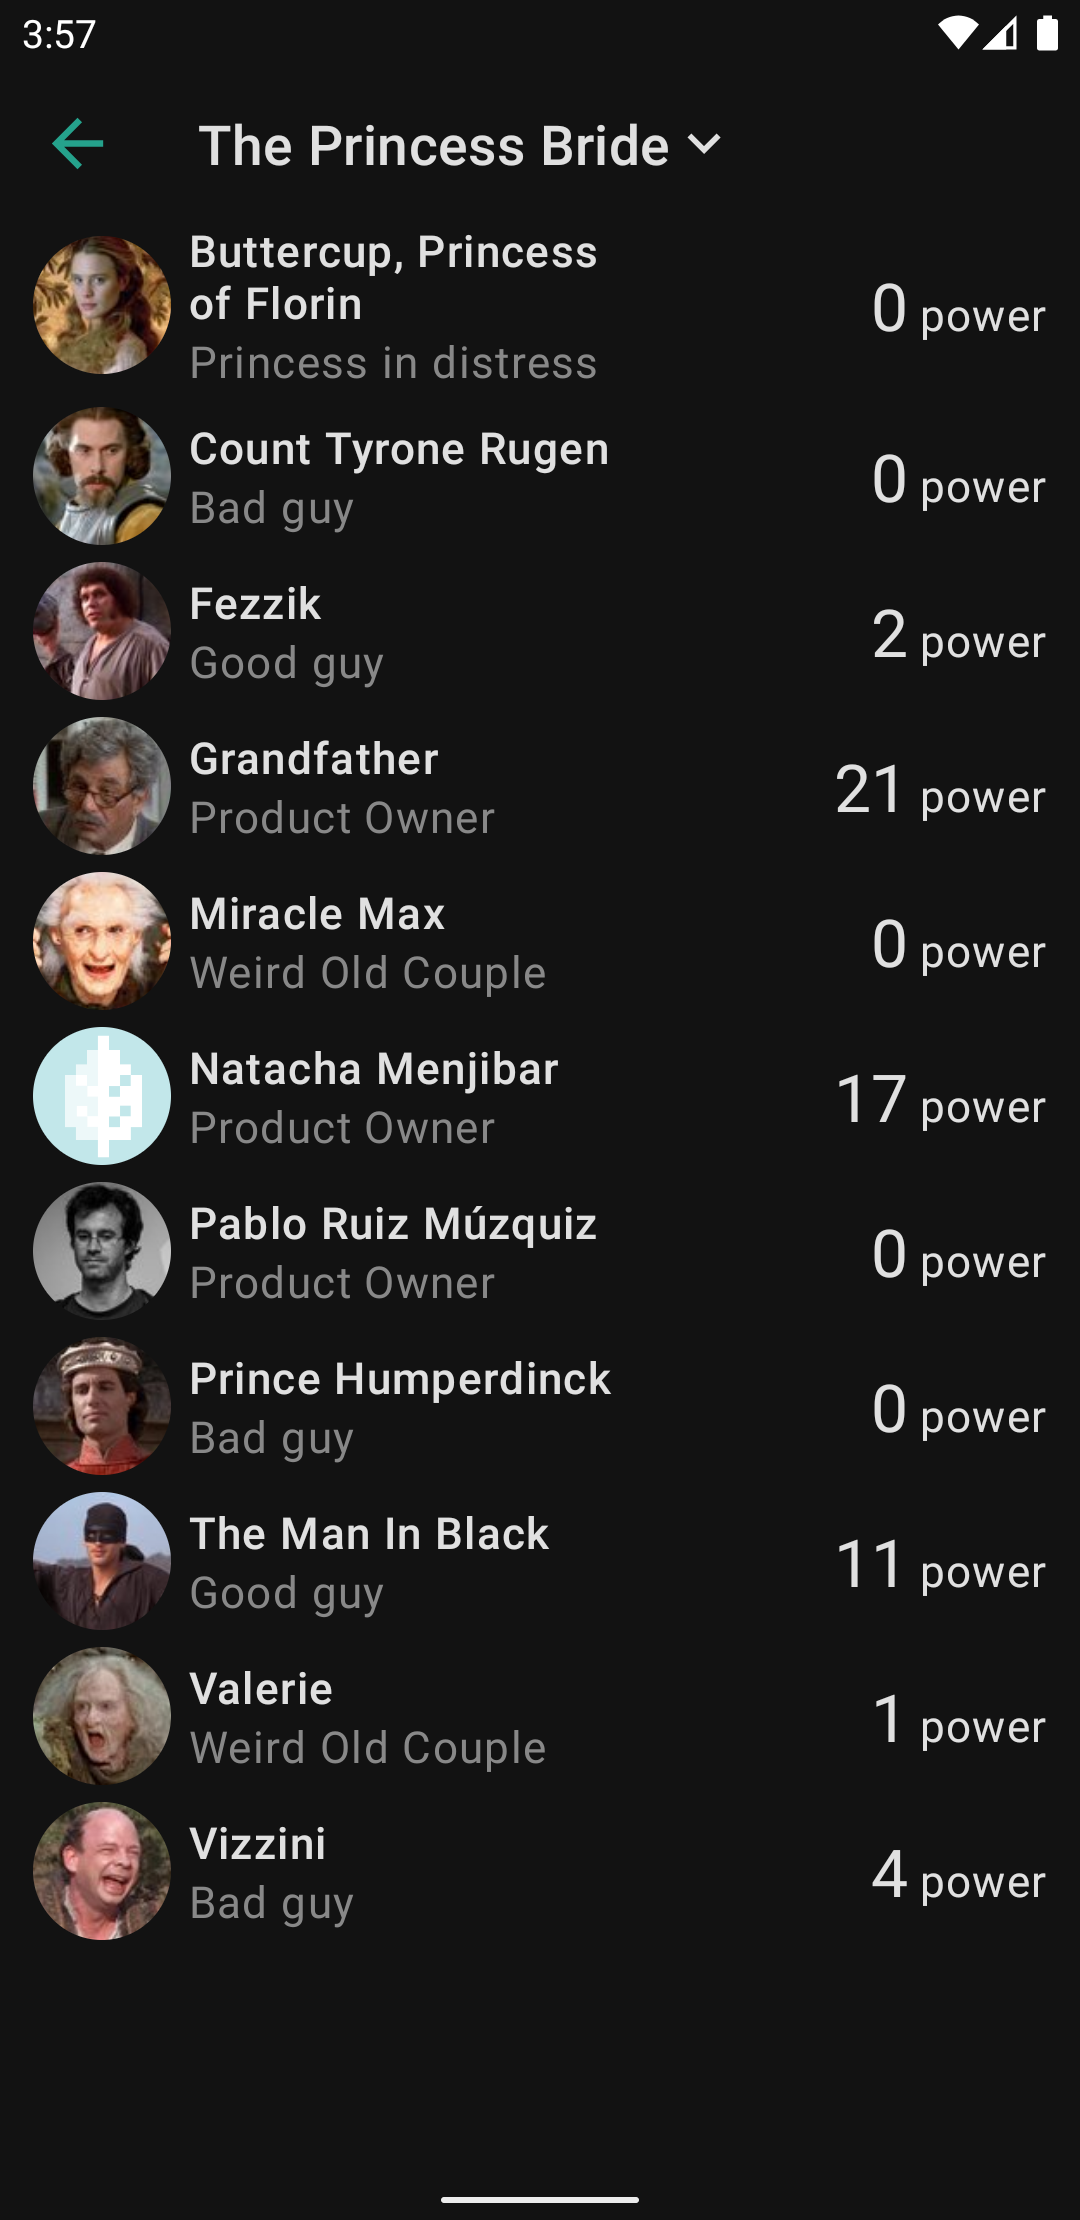 3:57
The Princess Bride
Buttercup, Princess
of Florin
Princess in distress
0 power
Count Tyrone Rugen
Bad guy
0 power
Fezzik
Good guy
2 power
Grandfather
Product Owner
21 power
Miracle Max
Weird Old Couple
0 power
Natacha Menjibar
Product Owner
17 power
Pablo Ruiz Múzquiz
Product Owner
0 power
Prince Humperdinck
Bad guy
0 power
The Man In Black
Good guy
11 power
Valerie
Weird Old Couple
1 power
Vizzini
Bad guy
4 power